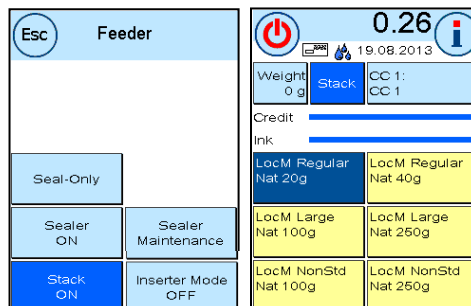 Esc
Feeder
Seal-Only
Sealer
ON
Sealer
Maintenance
Stack
ON
Inserter Mode
OFF
0.26
i
19.08.2013
Weight
0 g
Stack
CC 1:
CC 1
Credit
Ink
LocM Regular
Nat 20g
LocM Regular
Nat 40g
LocM Large
Nat 100g
LocM Large
Nat 250g
LocM NonStd
Nat 100g
LocM NonStd
Nat 250g